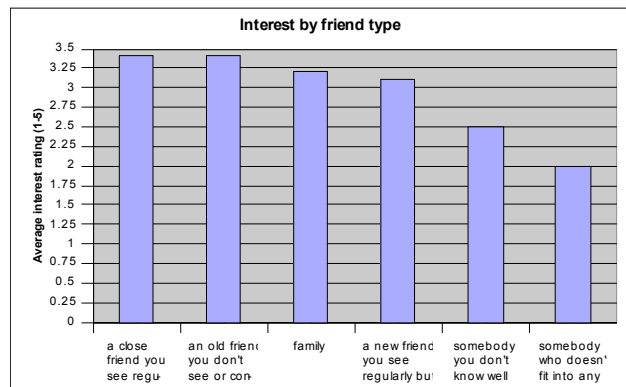 Interest by friend type
Average interest rating (1-5)
3.5
3.25
3
2.75
2.5
2.25
2
1.75
1.5
1.25
1
0.75
0.5
0.25
0
a close
friend you
see regu-
an old friend
you don't
see or con-
family
a new friend
you see
regularly but
somebody
you don't
know well
somebody
who doesn'
fit into any